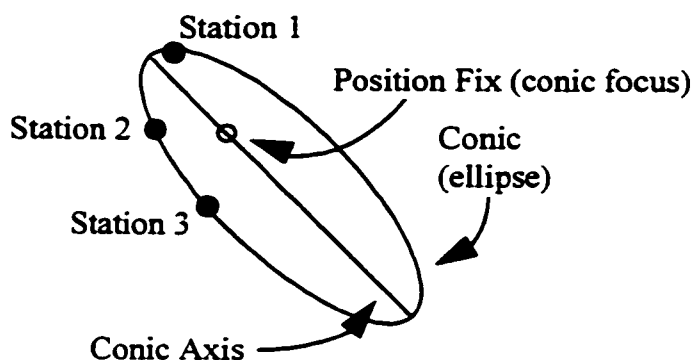 Station 1
Position Fix (conic focus)
Station 2
Conic
(ellipse)
Station 3
Conic Axis